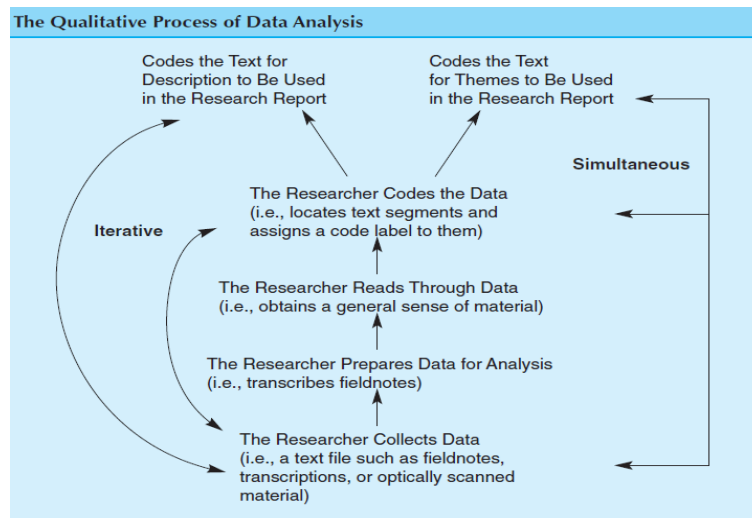 The Qualitative Process of Data Analysis
Codes the Text for
Description to Be Used
in the Research Report
Codes the Text
for Themes to Be Used
in the Research Report
Simultaneous
The Researcher Codes the Data
(i.e., locates text segments and
assigns a code label to them)
Iterative
The Researcher Reads Through Data
(i.e., obtains a general sense of material)
The Researcher Prepares Data for Analysis
(i.e., transcribes fieldnotes)
The Researcher Collects Data
(i.e., a text file such as fieldnotes,
transcriptions, or optically scanned
material)